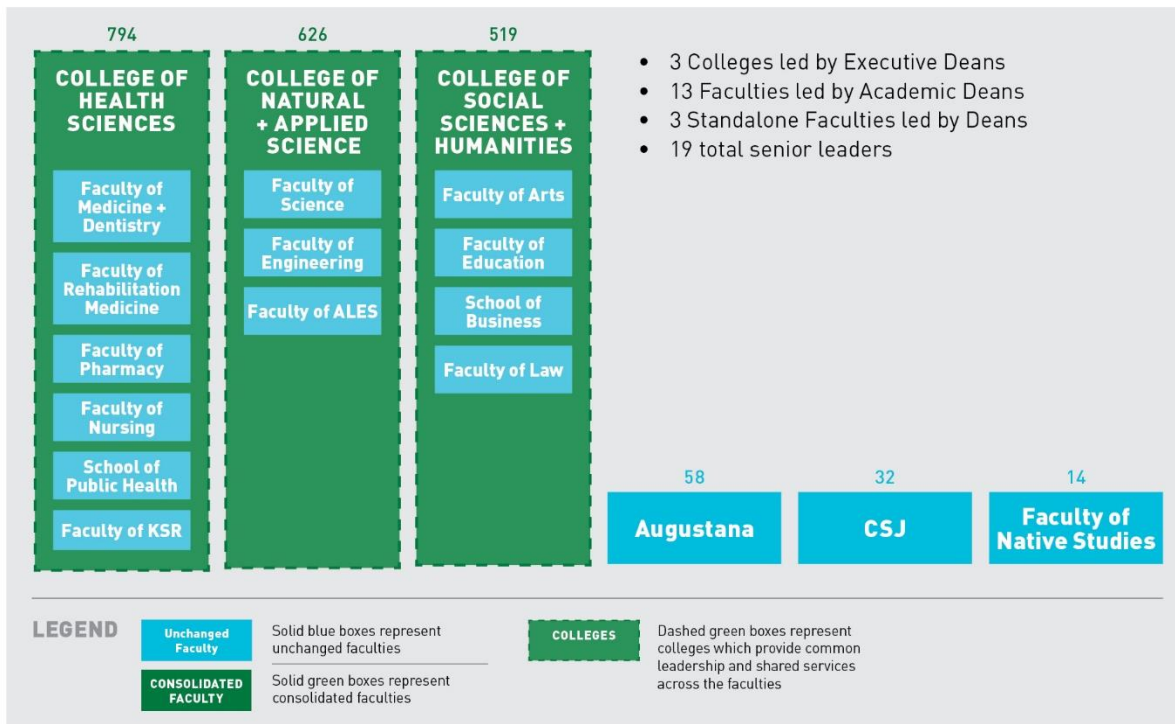 794
COLLEGE OF
HEALTH
SCIENCES
Faculty of
Medicine +
Dentistry
Faculty of
Rehabilitation
Medicine
Faculty of
Pharmacy
Faculty of
Nursing
School of
Public Health
Faculty of KSR
626
COLLEGE OF
NATURAL
+ APPLIED
SCIENCE
Faculty of
Science
Faculty of
Engineering
Faculty of ALES
519
COLLEGE OF
SOCIAL
SCIENCES +
HUMANITIES
Faculty of Arts
Faculty of
Education
School of
Business
Faculty of Law
• 3 Colleges led by Executive Deans
• 13 Faculties led by Academic Deans
• 3 Standalone Faculties led by Deans
• 19 total senior leaders
58
Augustana
32
CSJ
14
Faculty of
Native Studies
LEGEND
Unchanged
Faculty
Solid blue boxes represent
unchanged faculties
CONSOLIDATED
FACULTY
Solid green boxes represent
consolidated faculties
COLLEGES
Dashed green boxes represent
colleges which provide common
leadership and shared services
across the faculties